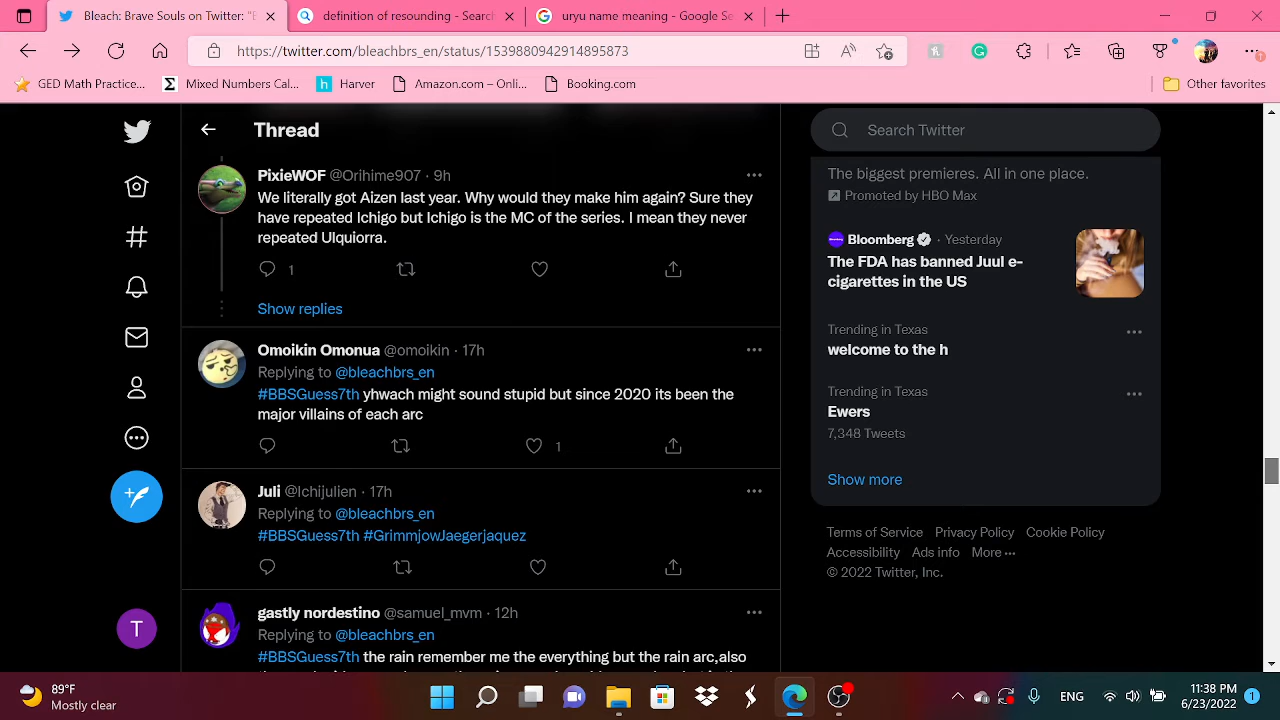 Bleach: Brave Souls on Twitter: "E
definition of resounding - Search
uryu name meaning - Google Se
https://twitter.com/bleachbrs_en/status/1539880942914895873
GED Math Practice...
Mixed Numbers Cal...
Harver
Amazon.com – Onli...
Booking.com
Other favorites
Thread
PixieWOF @Orihime907 · 9h
We literally got Aizen last year. Why would they make him again? Sure they
have repeated Ichigo but Ichigo is the MC of the series. I mean they never
repeated Ulquiorra.
1
Show replies
Omoikin Omonua @omoikin · 17h
Replying to @bleachbrs_en
#BBSGuess7th yhwach might sound stupid but since 2020 its been the
major villains of each arc
1
Juli @Ichijulien · 17h
Replying to @bleachbrs_en
#BBSGuess7th #GrimmjowJaegerjaquez
gastly nordestino @samuel_mvm · 12h
Replying to @bleachbrs_en
#BBSGuess7th the rain remember me the everything but the rain arc,also
Search Twitter
The biggest premieres. All in one place.
Promoted by HBO Max
Bloomberg · Yesterday
The FDA has banned Juul e-
cigarettes in the US
Trending in Texas
welcome to the h
Trending in Texas
Ewers
7,348 Tweets
Show more
Terms of Service Privacy Policy Cookie Policy
Accessibility Ads info More ···
© 2022 Twitter, Inc.
T
89°F
Mostly clear
ENG
11:38 PM
6/23/2022
1